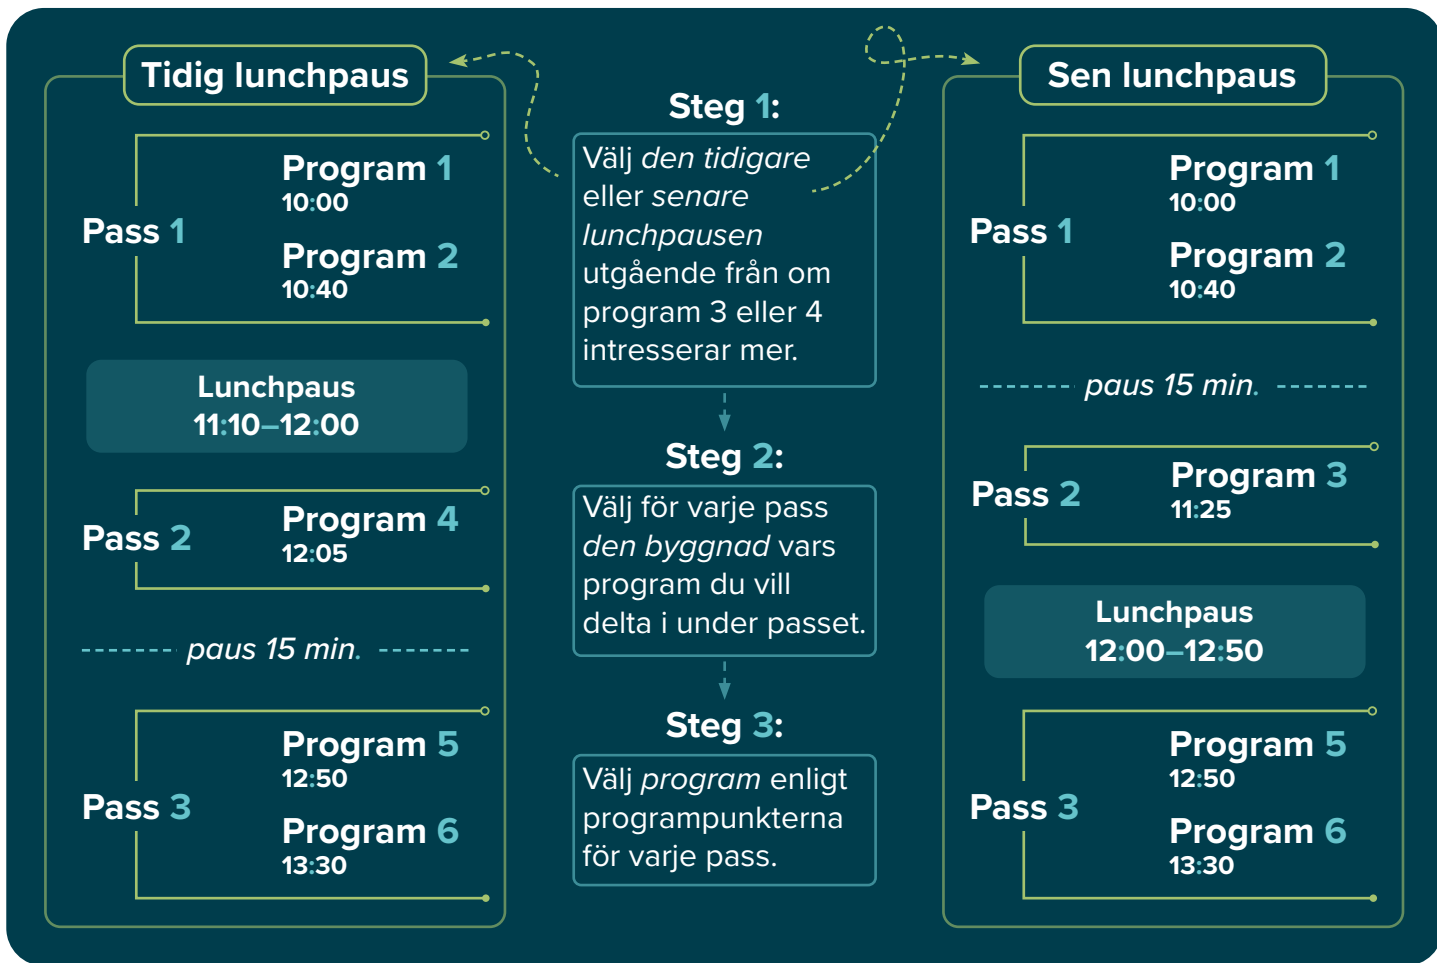 Tidig lunchpaus
Pass 1
Program 1
10:00
Program 2
10:40
Lunchpaus
11:10–12:00
Pass 2
Program 4
12:05
paus 15 min.
Pass 3
Program 5
12:50
Program 6
13:30
Steg 1:
Välj den tidigare
eller senare
lunchpausen
utgående från om
program 3 eller 4
intresserar mer.
Steg 2:
Välj för varje pass
den byggnad vars
program du vill
delta i under passet.
Steg 3:
Välj program enligt
programpunkterna
för varje pass.
Sen lunchpaus
Pass 1
Program 1
10:00
Program 2
10:40
paus 15 min.
Pass 2
Program 3
11:25
Lunchpaus
12:00–12:50
Pass 3
Program 5
12:50
Program 6
13:30